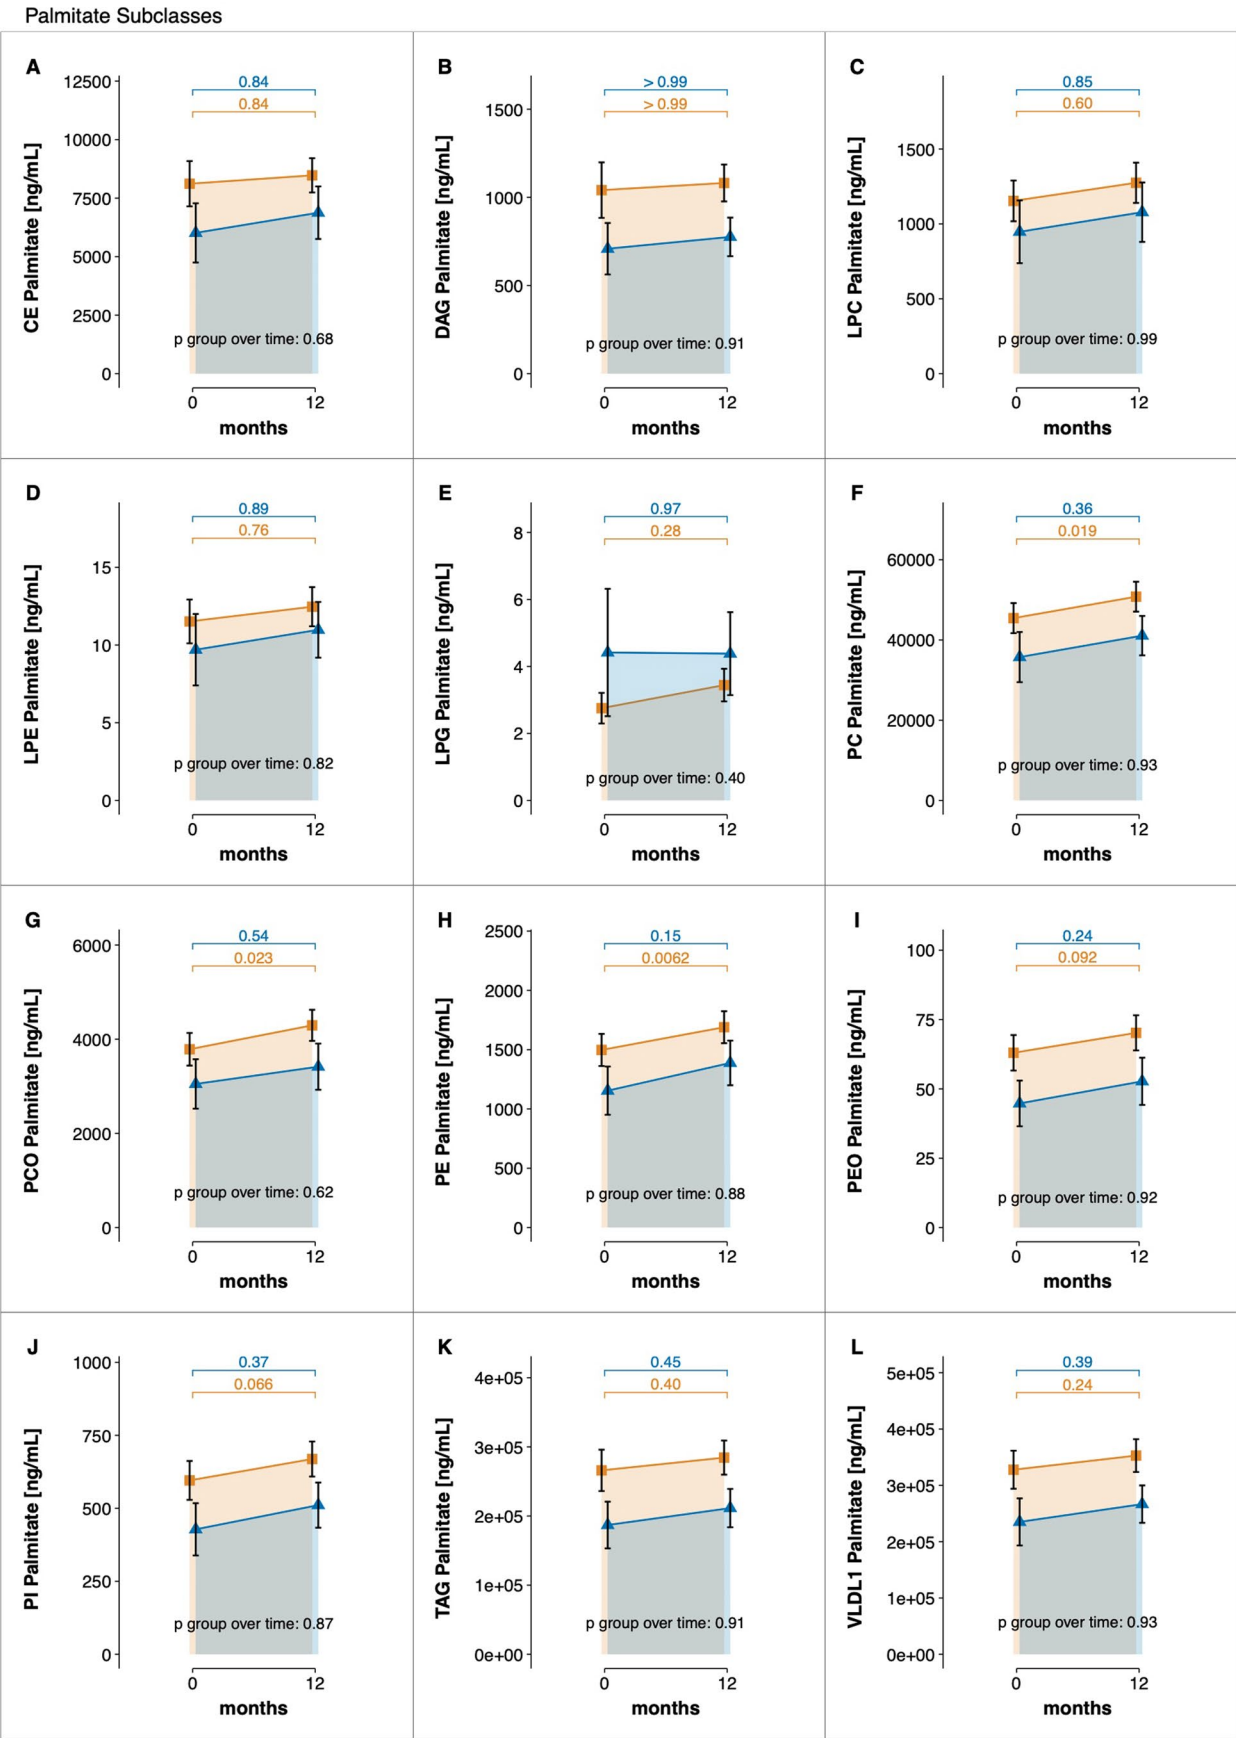 Palmitate Subclasses
A
CE Palmitate [ng/mL]
12500
10000
7500
5000
2500
0
0.84
0.84
p group over time: 0.68
0 12
months
B
DAG Palmitate [ng/mL]
1500
1000
500
0
> 0.99
> 0.99
p group over time: 0.91
0 12
months
C
LPC Palmitate [ng/mL]
1500
1000
500
0
0.85
0.60
p group over time: 0.99
0 12
months
D
LPE Palmitate [ng/mL]
15
10
5
0
0.89
0.76
p group over time: 0.82
0 12
months
E
LPG Palmitate [ng/mL]
8
6
4
2
0
0.97
0.28
p group over time: 0.40
0 12
months
F
PC Palmitate [ng/mL]
60000
40000
20000
0
0.36
0.019
p group over time: 0.93
0 12
months
G
PCO Palmitate [ng/mL]
6000
4000
2000
0
0.54
0.023
p group over time: 0.62
0 12
months
H
PE Palmitate [ng/mL]
2500
2000
1500
1000
500
0
0.15
0.0062
p group over time: 0.88
0 12
months
I
PEO Palmitate [ng/mL]
100
75
50
25
0
0.24
0.092
p group over time: 0.92
0 12
months
J
PI Palmitate [ng/mL]
1000
750
500
250
0
0.37
0.066
p group over time: 0.87
0 12
months
K
TAG Palmitate [ng/mL]
4e+05
3e+05
2e+05
1e+05
0e+00
0.45
0.40
p group over time: 0.91
0 12
months
L
VLDL1 Palmitate [ng/mL]
5e+05
4e+05
3e+05
2e+05
1e+05
0e+00
0.39
0.24
p group over time: 0.93
0 12
months